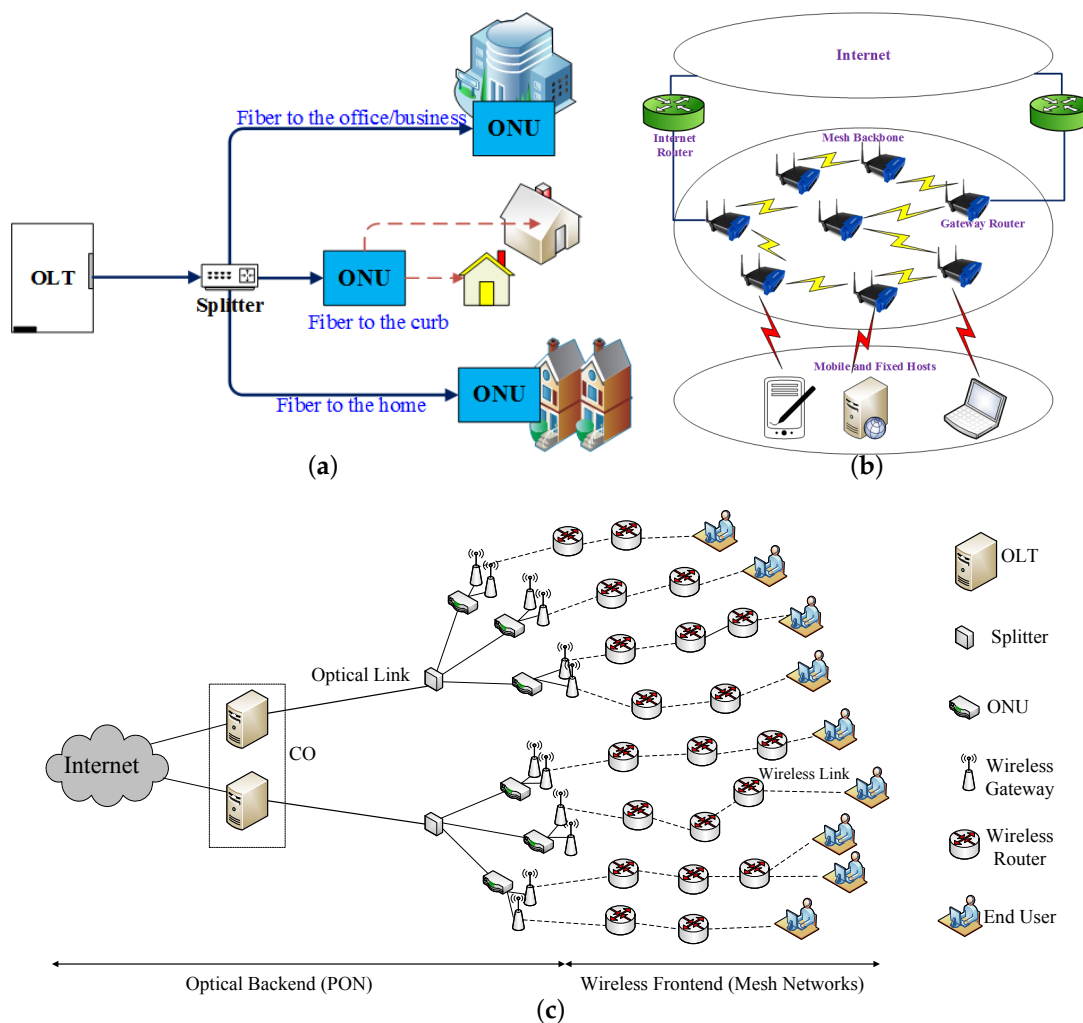 Fiber to the office/business
ONU
OLT
Splitter
ONU
Fiber to the curb
Fiber to the home
ONU
(a)
Internet
Internet
Router
Mesh Backbone
Gateway Router
Mobile and Fixed Hosts
(b)
Internet
CO
Optical Link
Wireless Link
OLT
Splitter
ONU
Wireless
Gateway
Wireless
Router
End User
Optical Backend (PON)
Wireless Frontend (Mesh Networks)
(c)